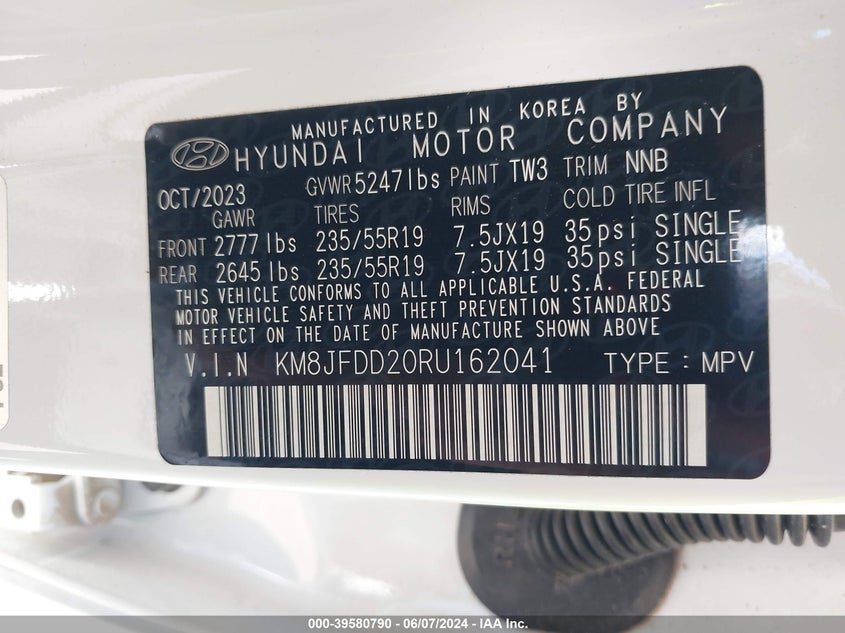 MANUFACTURED IN KOREA BY
HYUNDAI MOTOR COMPANY
OCT/2023 GVWR 5247lbs PAINT TW3 TRIM NNB
GAWR TIRES RIMS COLD TIRE INFL
FRONT 2777 lbs 235/55R19 7.5JX19 35psi SINGLE
REAR 2645 lbs 235/55R19 7.5JX19 35psi SINGLE
THIS VEHICLE CONFORMS TO ALL APPLICABLE U.S.A. FEDERAL
MOTOR VEHICLE SAFETY AND THEFT PREVENTION STANDARDS
IN EFFECT ON THE DATE OF MANUFACTURE SHOWN ABOVE
V.I.N KM8JFDD20RU162041 TYPE : MPV
000-39580790 - 06/07/2024 - IAA Inc.